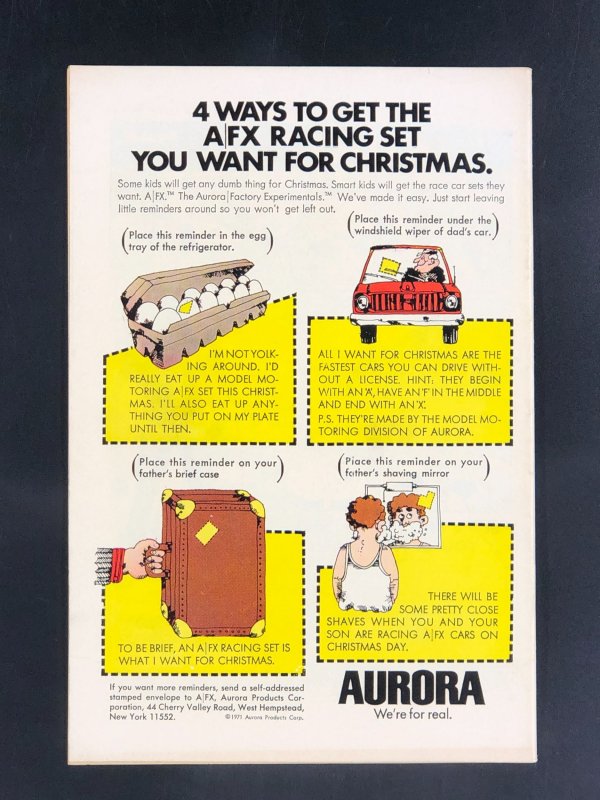 4 WAYS TO GET THE
A|FX RACING SET
YOU WANT FOR CHRISTMAS.
Some kids will get any dumb thing for Christmas. Smart kids will get the race car sets they
want. A|FX.™ The Aurora|Factory Experimentals.™ We've made it easy. Just start leaving
little reminders around so you won't get left out.
(Place this reminder in the egg
tray of the refrigerator.)
I'M NOT YOLK-
ING AROUND. I'D
REALLY EAT UP A MODEL MO-
TORING A|FX SET THIS CHRIST-
MAS. I'LL ALSO EAT UP ANY-
THING YOU PUT ON MY PLATE
UNTIL THEN.
(Place this reminder under the
windshield wiper of dad's car.)
ALL I WANT FOR CHRISTMAS ARE THE
FASTEST CARS YOU CAN DRIVE WITH-
OUT A LICENSE. HINT: THEY BEGIN
WITH AN 'A', HAVE AN 'F' IN THE MIDDLE
AND END WITH AN 'X'.
P.S. THEY'RE MADE BY THE MODEL MO-
TORING DIVISION OF AURORA.
(Place this reminder on your
father's brief case)
TO BE BRIEF, AN A|FX RACING SET IS
WHAT I WANT FOR CHRISTMAS.
(Place this reminder on your
father's shaving mirror)
THERE WILL BE
SOME PRETTY CLOSE
SHAVES WHEN YOU AND YOUR
SON ARE RACING A|FX CARS ON
CHRISTMAS DAY.
If you want more reminders, send a self-addressed
stamped envelope to A|FX, Aurora Products Cor-
poration, 44 Cherry Valley Road, West Hempstead,
New York 11552.
©1971 Aurora Products Corp.
AURORA
We're for real.